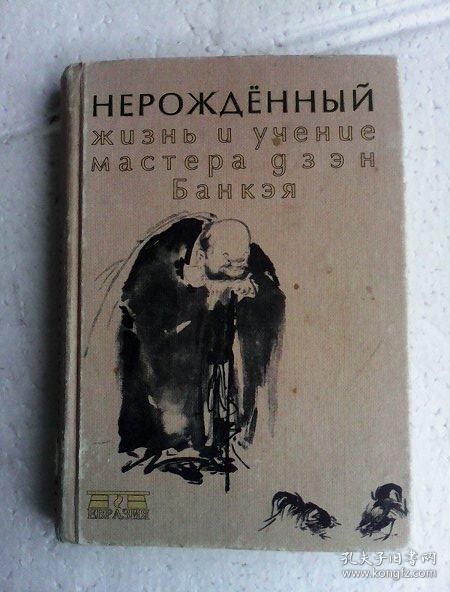 НЕРОЖДЁННЫЙ
жизнь и учение
мастера дзэн
Банкэя
ЕВРАЗИЯ
孔夫子旧书网
www.kongfz.com